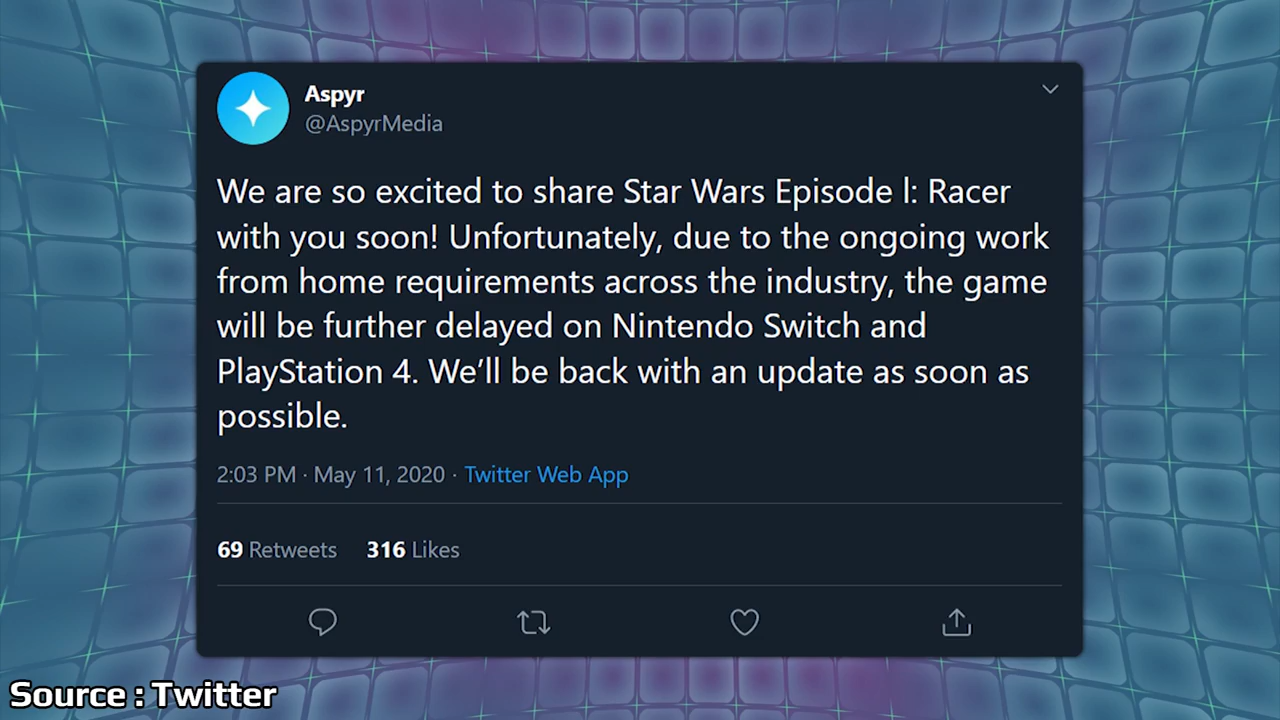 Aspyr
@AspyrMedia
We are so excited to share Star Wars Episode l: Racer
with you soon! Unfortunately, due to the ongoing work
from home requirements across the industry, the game
will be further delayed on Nintendo Switch and
PlayStation 4. We’ll be back with an update as soon as
possible.
2:03 PM · May 11, 2020 · Twitter Web App
69 Retweets 316 Likes
Source : Twitter